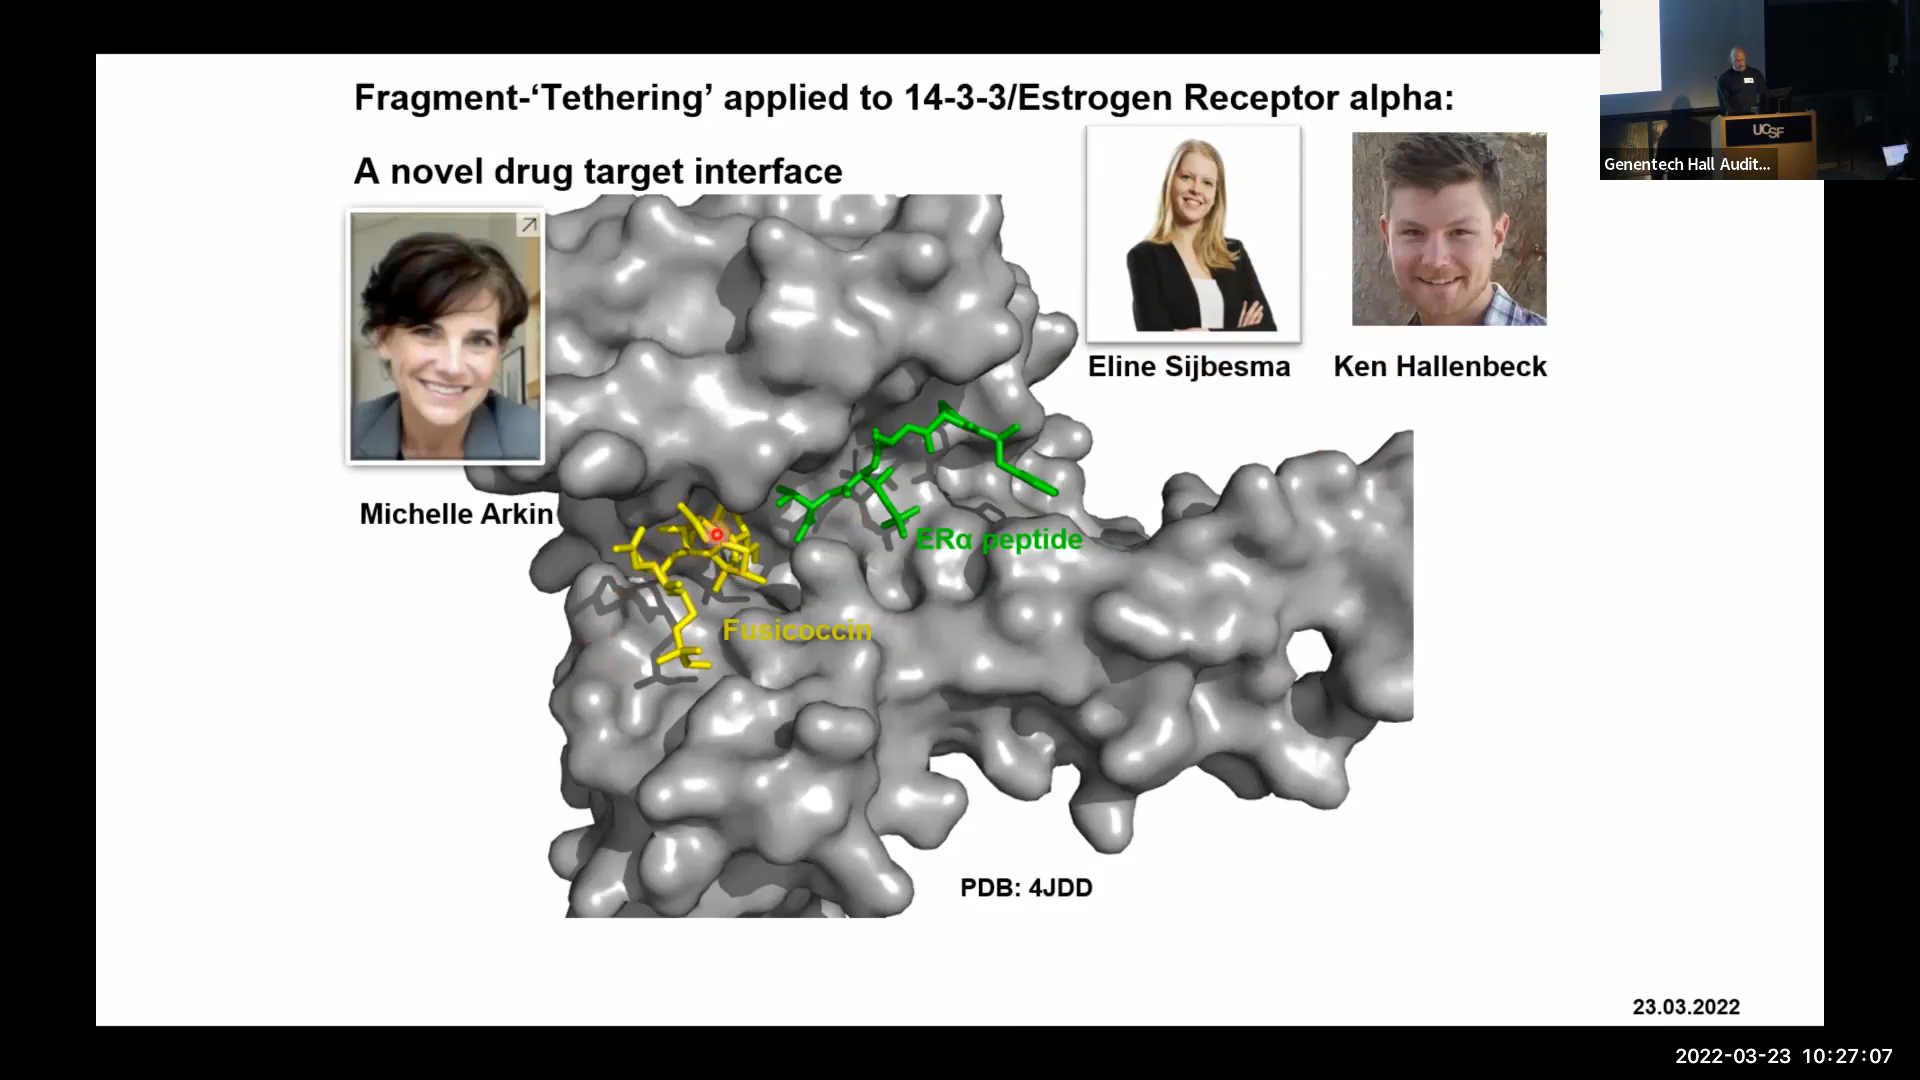 Fragment-‘Tethering’ applied to 14-3-3/Estrogen Receptor alpha:
A novel drug target interface
UCSF
Genentech Hall Audit...
Eline Sijbesma
Ken Hallenbeck
Michelle Arkin
ERα peptide
Fusicoccin
PDB: 4JDD
23.03.2022
2022-03-23 10:27:07